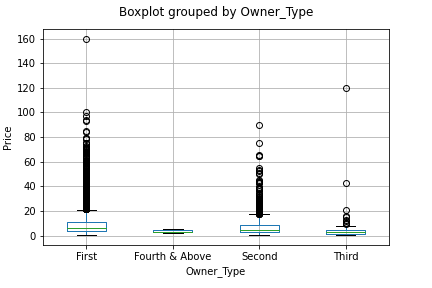 Boxplot grouped by Owner_Type
160
140
120
100
80
60
40
20
0
Price
First
Fourth & Above
Second
Third
Owner_Type